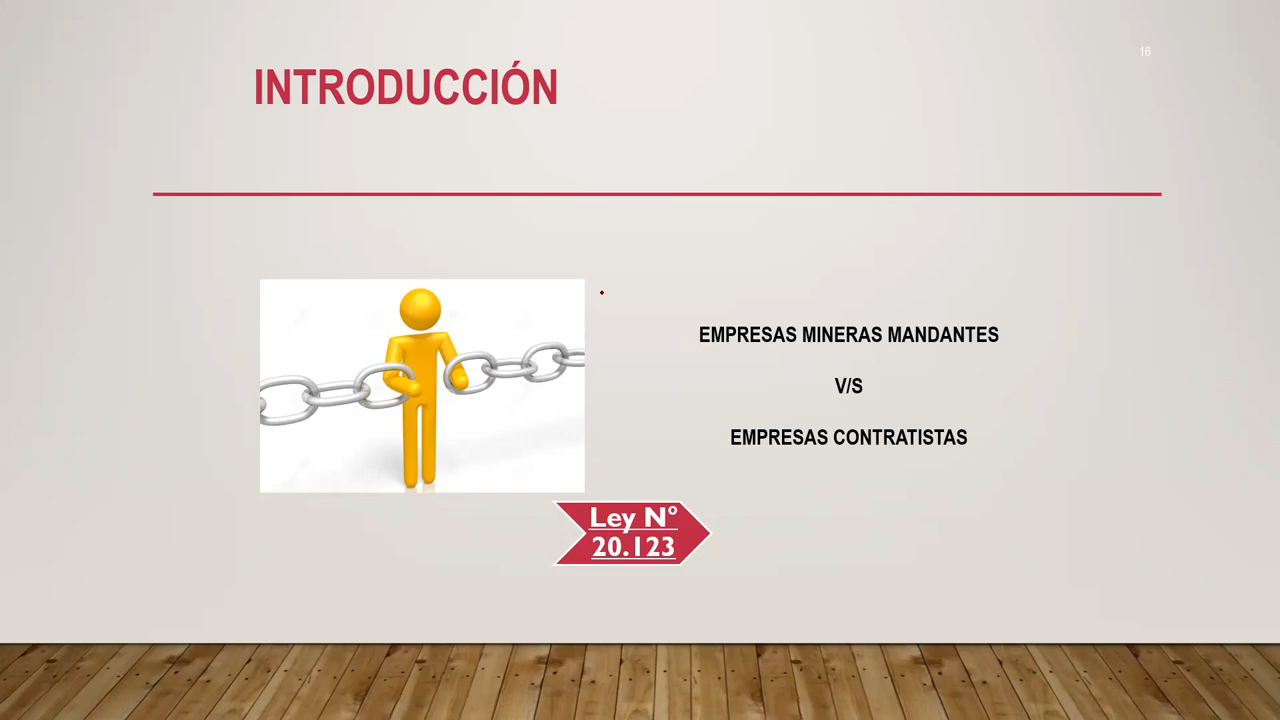 16
INTRODUCCIÓN
EMPRESAS MINERAS MANDANTES
V/S
EMPRESAS CONTRATISTAS
Ley N°
20.123